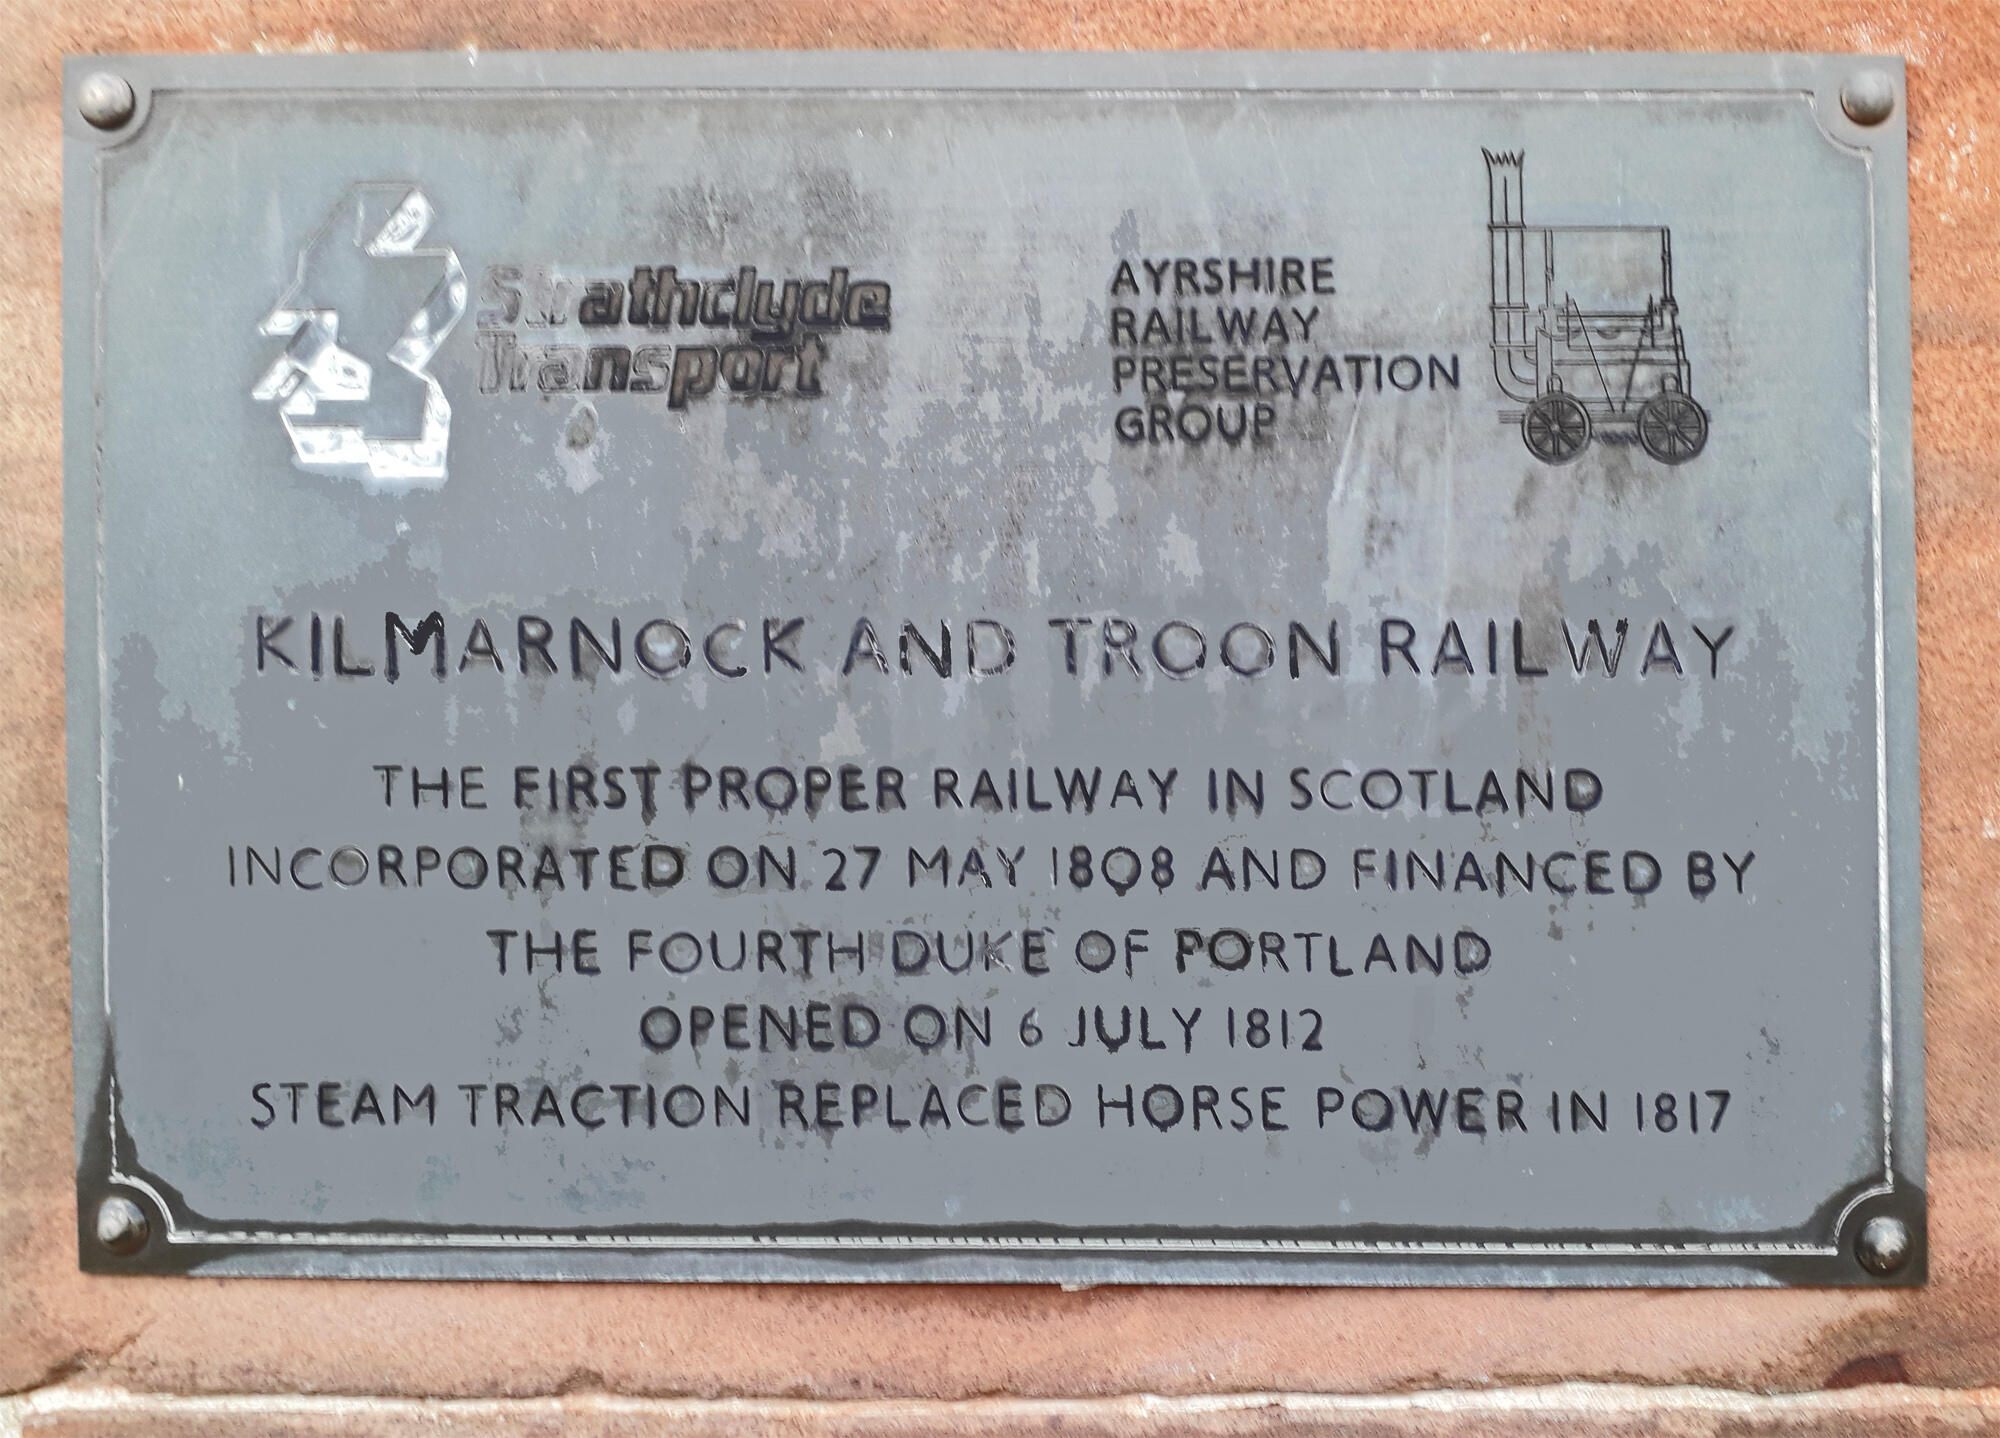 Strathclyde
Transport
AYRSHIRE
RAILWAY
PRESERVATION
GROUP
KILMARNOCK AND TROON RAILWAY
THE FIRST PROPER RAILWAY IN SCOTLAND
INCORPORATED ON 27 MAY 1808 AND FINANCED BY
THE FOURTH DUKE OF PORTLAND
OPENED ON 6 JULY 1812
STEAM TRACTION REPLACED HORSE POWER IN 1817